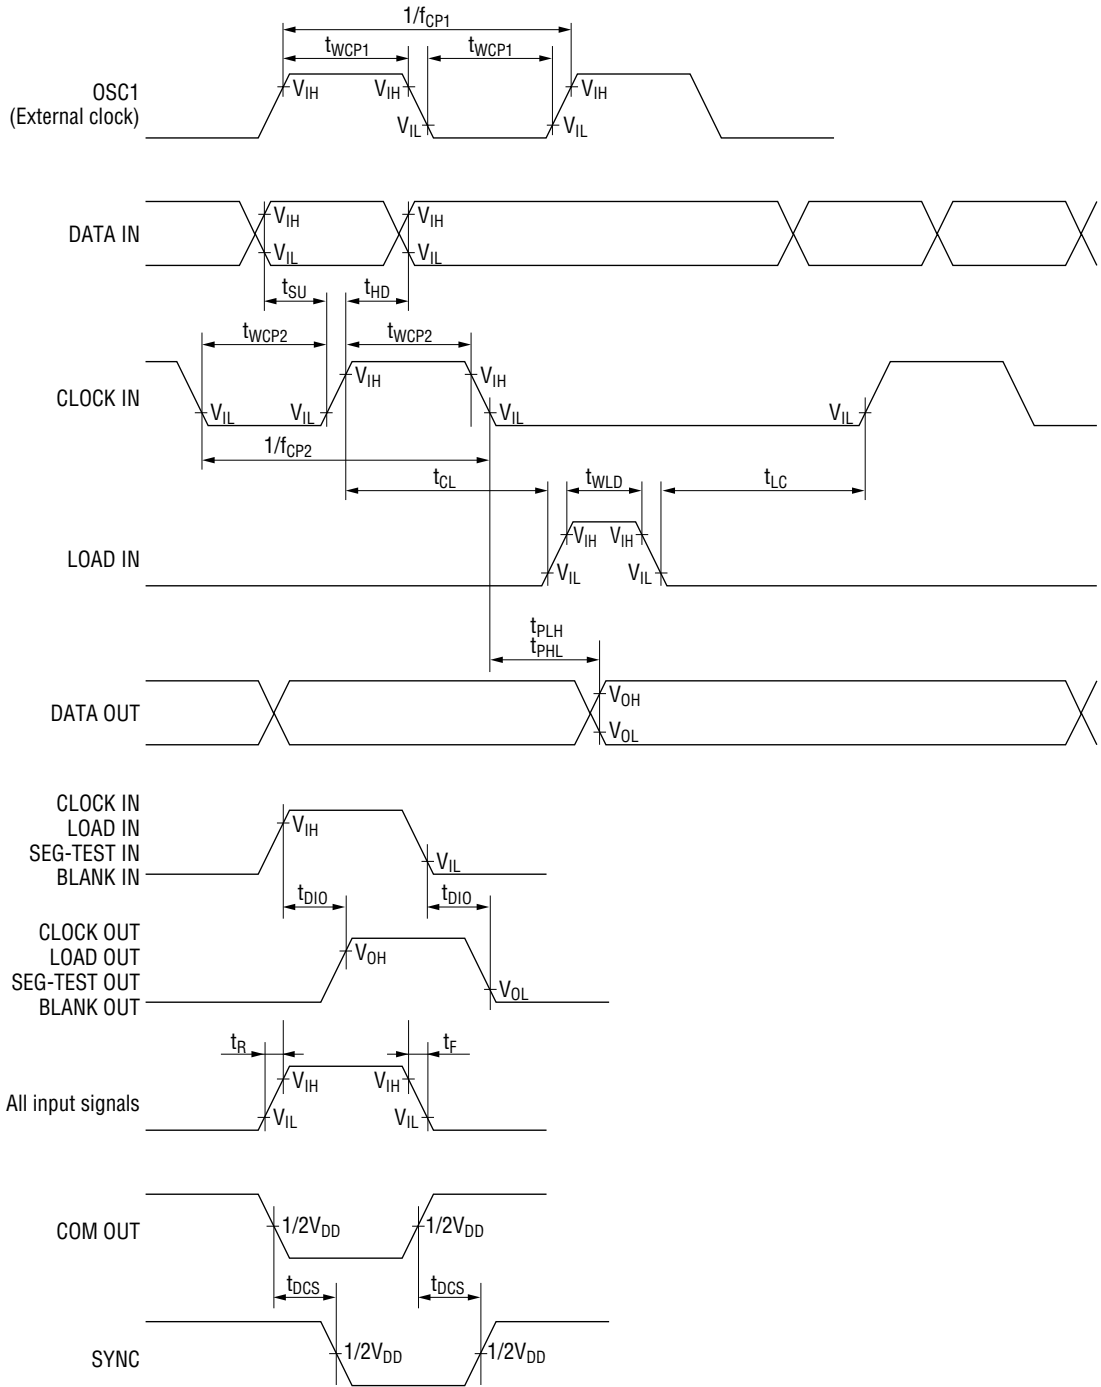 1/fCP1
tWCP1 tWCP1
OSC1
(External clock)
VIH VIH VIH
VIL VIL
DATA IN
VIH VIH
VIL VIL
tSU tHD
tWCP2 tWCP2
CLOCK IN
VIH VIH
VIL VIL VIL VIL
1/fCP2
tCL tWLD tLC
LOAD IN
VIH VIH
VIL VIL
tPLH
tPHL
DATA OUT
VOH
VOL
CLOCK IN
LOAD IN
SEG-TEST IN
BLANK IN
VIH
VIL
tDIO tDIO
CLOCK OUT
LOAD OUT
SEG-TEST OUT
BLANK OUT
VOH
VOL
tR tF
All input signals
VIH VIH
VIL VIL
COM OUT
1/2VDD 1/2VDD
tDCS tDCS
SYNC
1/2VDD 1/2VDD